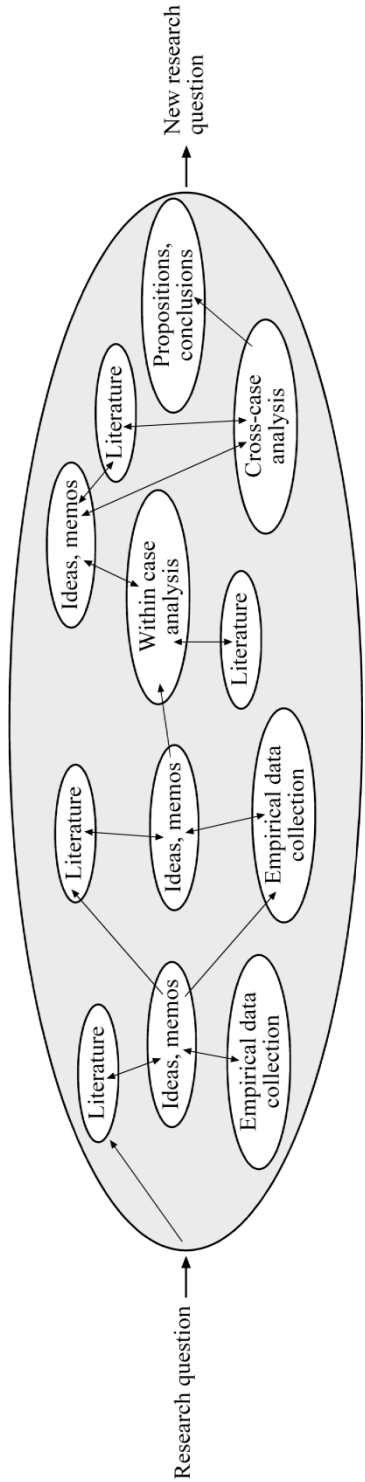 Research question
Literature
Ideas, memos
Empirical data
collection
Literature
Ideas, memos
Empirical data
collection
Within case
analysis
Literature
Ideas, memos
Literature
Cross-case
analysis
Propositions,
conclusions
New research
question